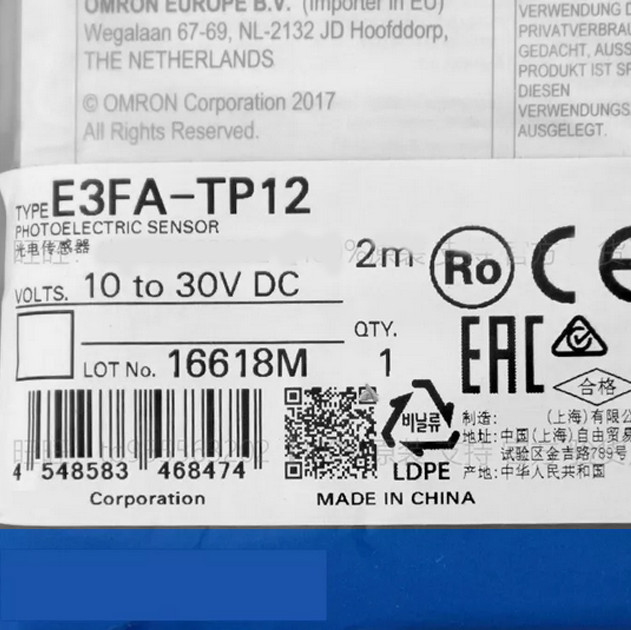 OMRON EUROPE B.V. (Importer in EU)
Wegalaan 67-69, NL-2132 JD Hoofddorp,
THE NETHERLANDS
© OMRON Corporation 2017
All Rights Reserved.
VERWENDUNG
PRIVATVERBRAU
GEDACHT, AUSS
PRODUKT IST
DIESEN
VERWENDUNGS
AUSGELEGT.
TYPE E3FA-TP12
PHOTOELECTRIC SENSOR
光电传感器
2m
Ro
CE
VOLTS. 10 to 30V DC
QTY.
1
EAC
LOT No. 16618M
合格
비닐류
LDPE
制造: (上海)有限公
地址: 中国(上海)自由贸易
试验区金吉路789号
产地: 中华人民共和国
4 548583 468474
Corporation
MADE IN CHINA